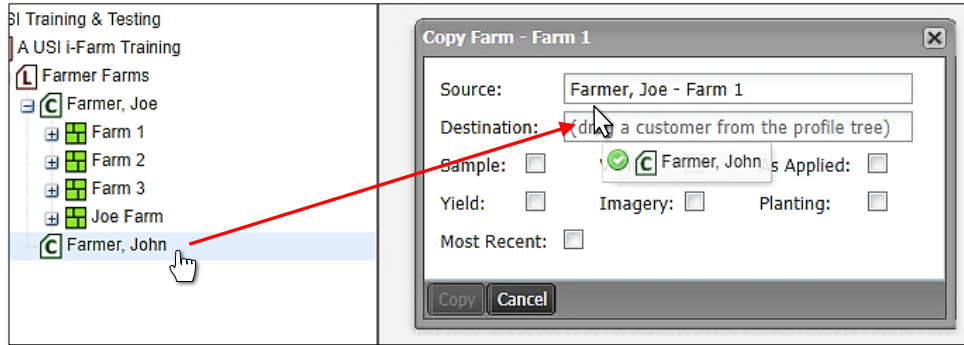 SI Training & Testing
A USI i-Farm Training
L Farmer Farms
C Farmer, Joe
Farm 1
Farm 2
Farm 3
Joe Farm
C Farmer, John
Copy Farm - Farm 1
Source: Farmer, Joe - Farm 1
Destination: (drag a customer from the profile tree)
C Farmer, John
Sample: As Applied:
Yield: Imagery: Planting:
Most Recent:
Copy Cancel